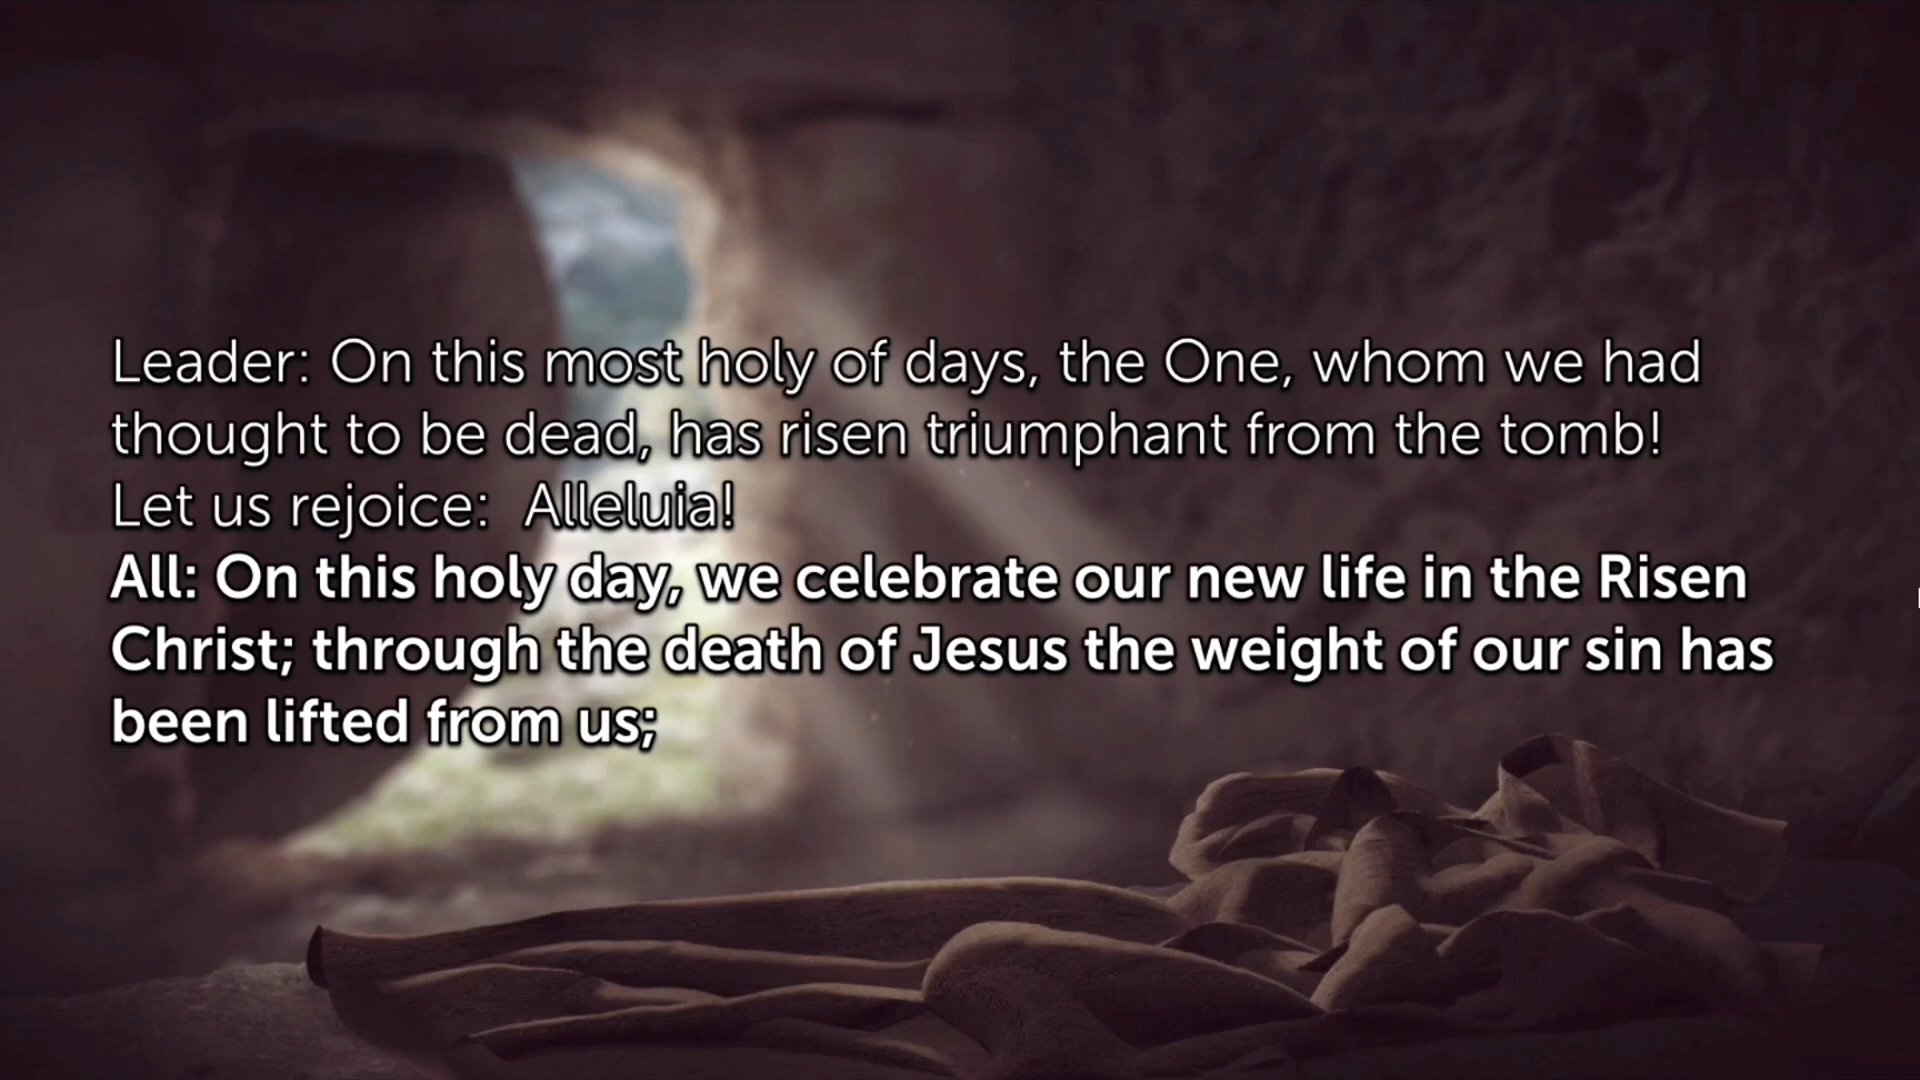 Leader: On this most holy of days, the One, whom we had
thought to be dead, has risen triumphant from the tomb!
Let us rejoice:  Alleluia!
All: On this holy day, we celebrate our new life in the Risen
Christ; through the death of Jesus the weight of our sin has
been lifted from us;